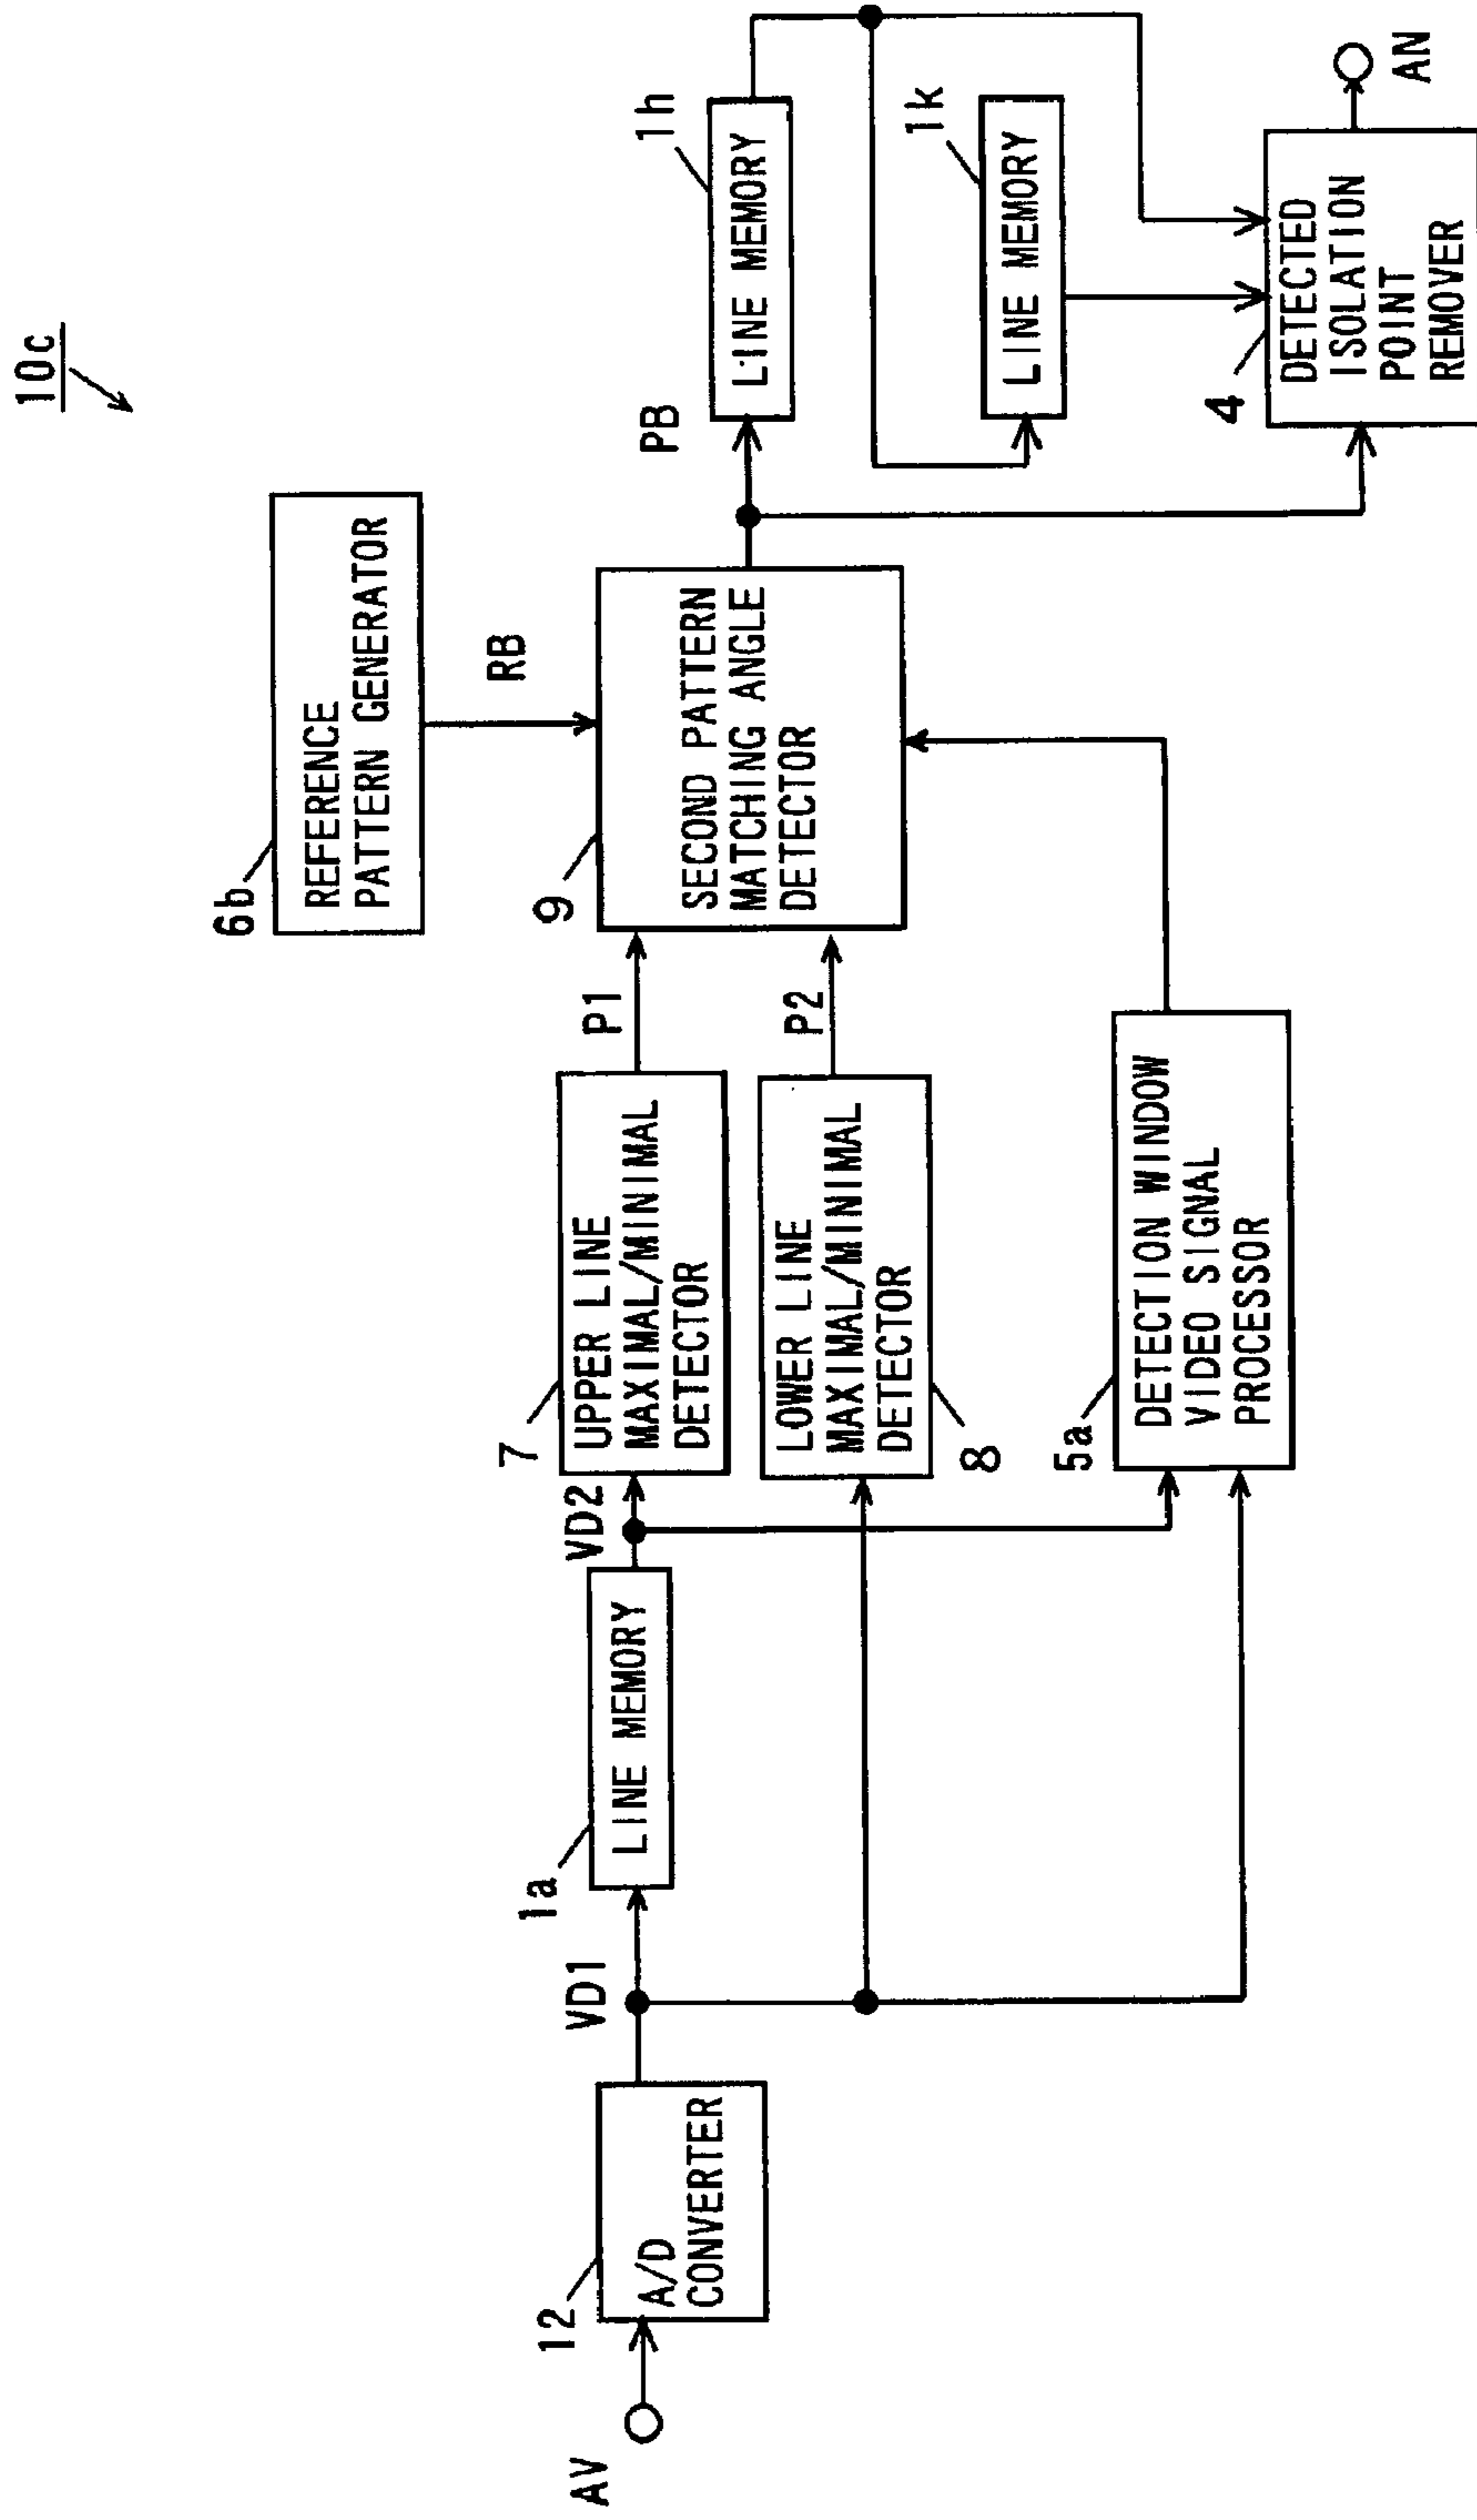 10c
6b
REFERENCE
PATTERN GENERATOR
RB
AV
12
A/D
CONVERTER
VD1
1a
LINE MEMORY
VD2
7
UPPER LINE
MAXIMAL/MINIMAL
DETECTOR
P1
8
LOWER LINE
MAXIMAL/MINIMAL
DETECTOR
P2
5a
DETECTION WINDOW
VIDEO SIGNAL
PROCESSOR
9
SECOND PATTERN
MATCHING ANGLE
DETECTOR
PB
1h
LINE MEMORY
1k
LINE MEMORY
4
DETECTED
ISOLATION
POINT
REMOVER
AN